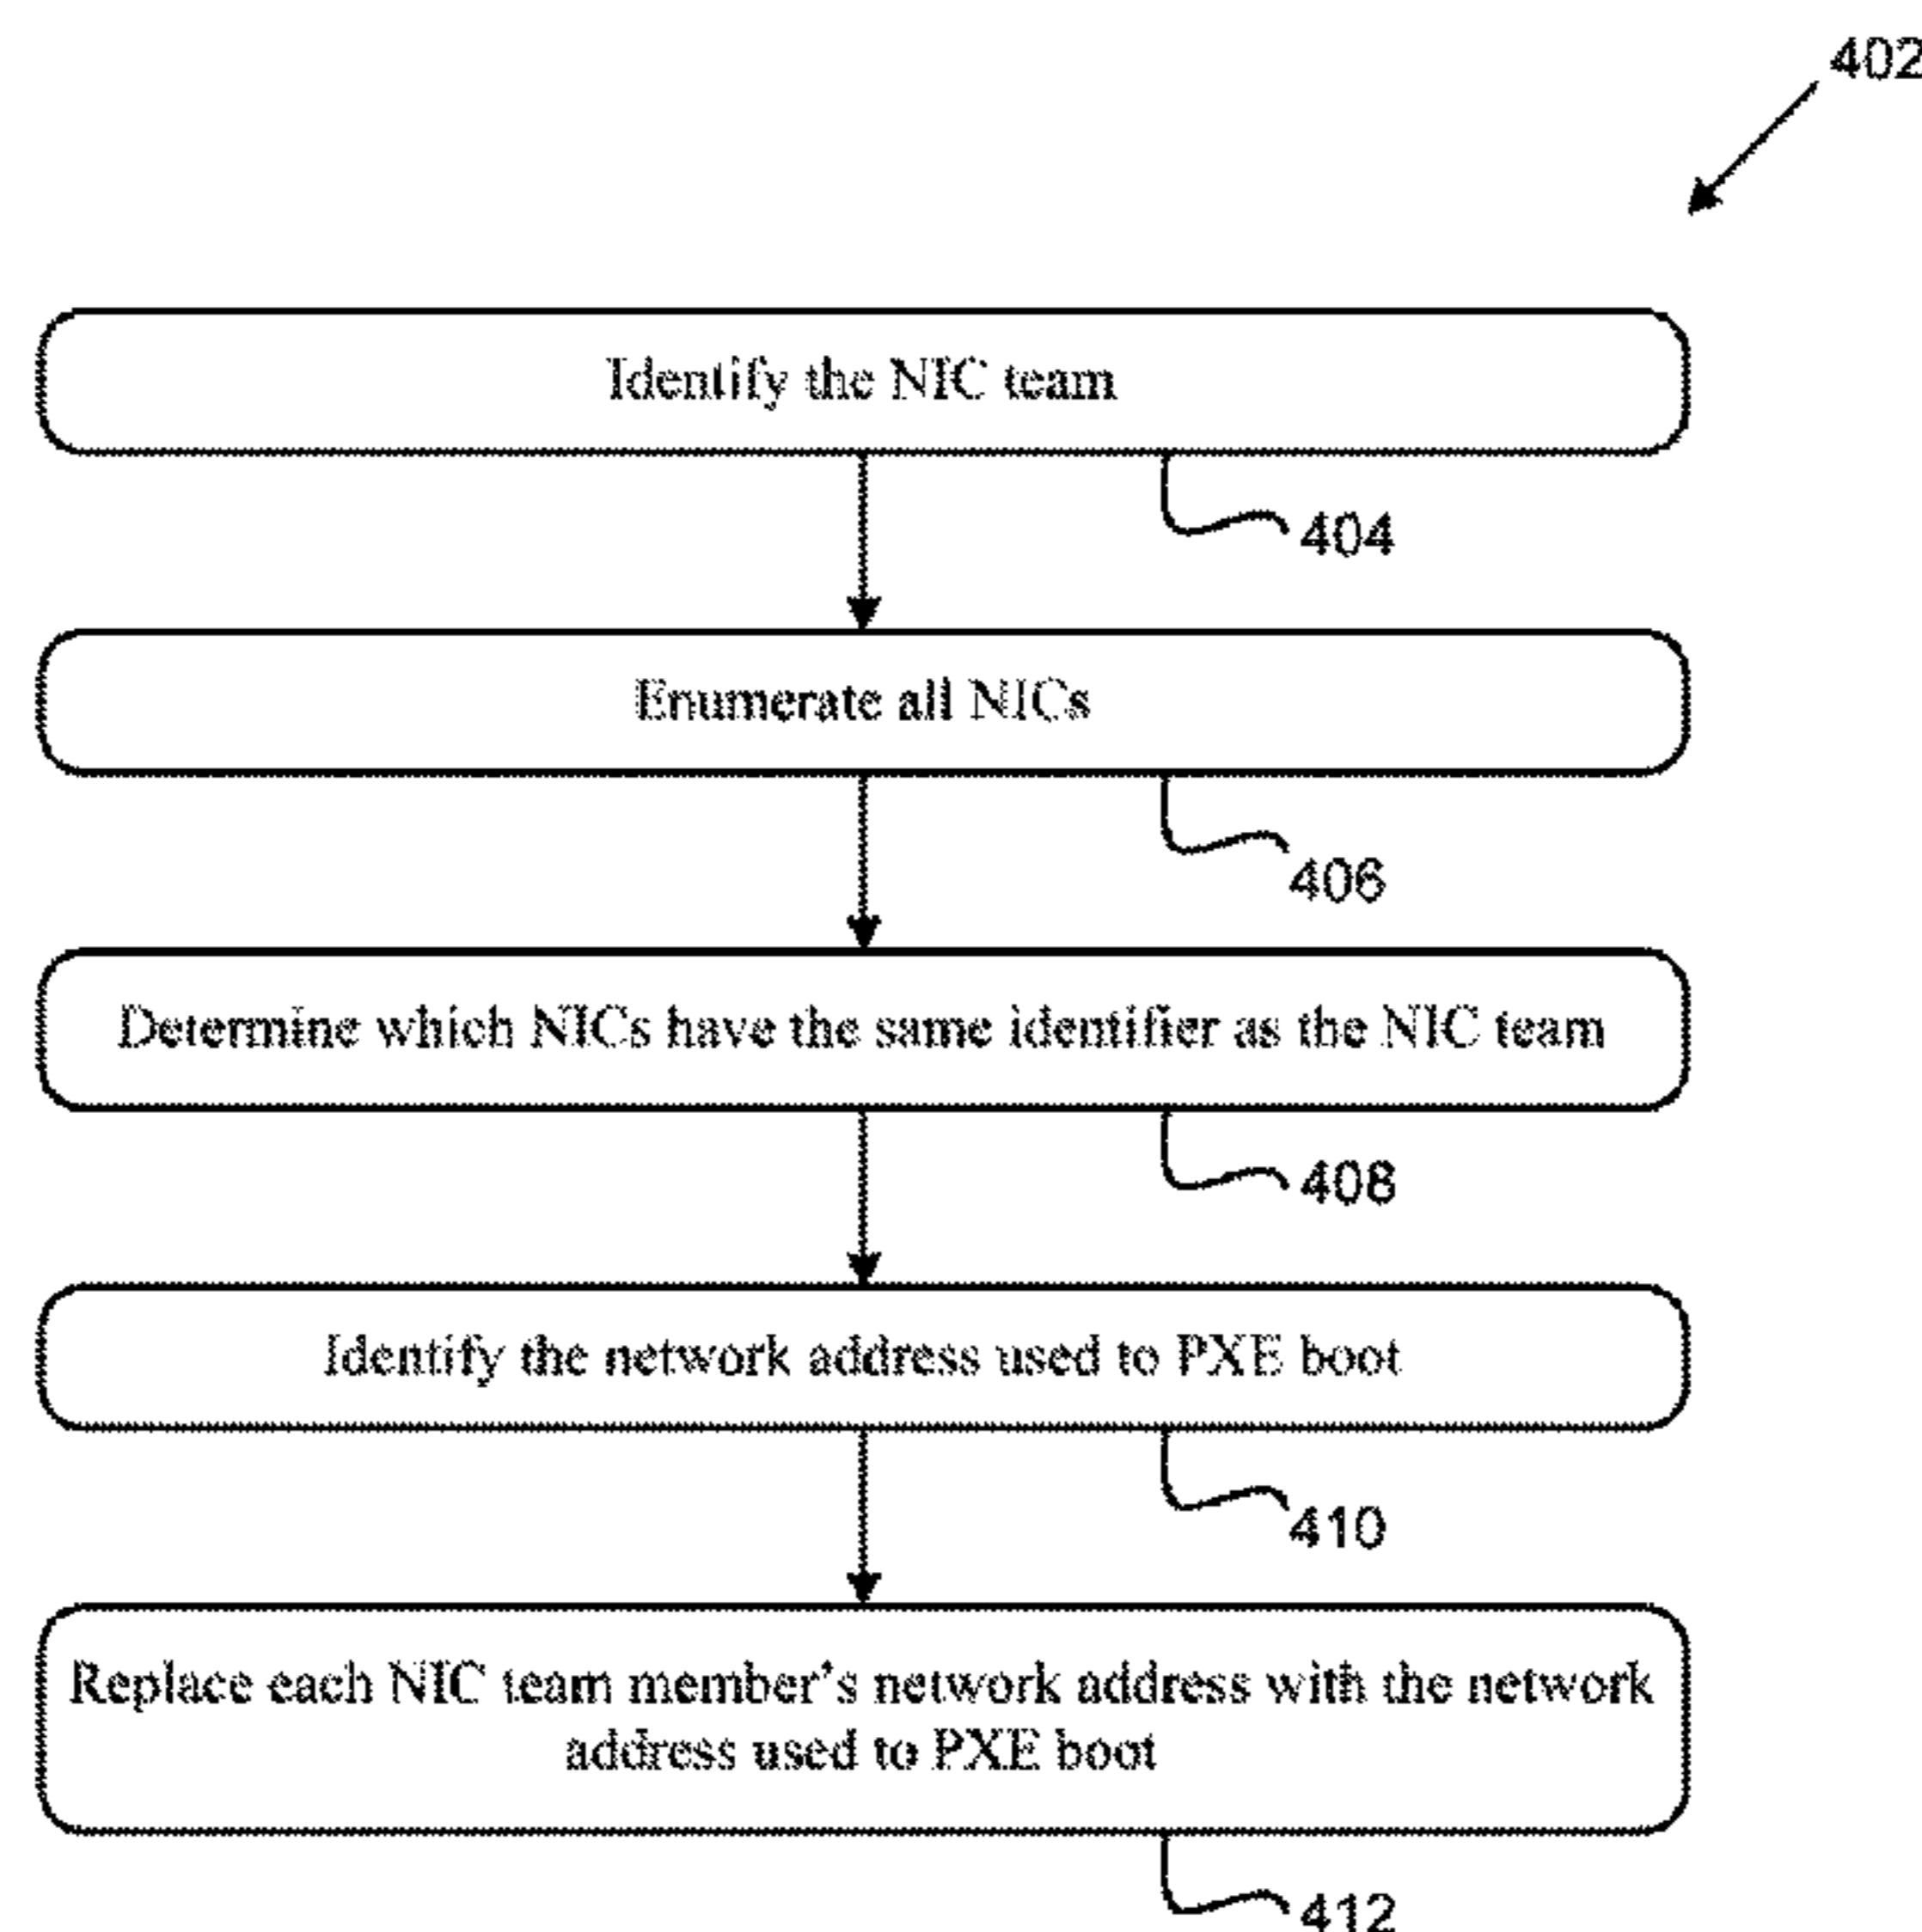 402
Identify the NIC team
404
Enumerate all NICs
406
Determine which NICs have the same identifier as the NIC team
408
Identify the network address used to PXE boot
410
Replace each NIC team member's network address with the network
address used to PXE boot
412